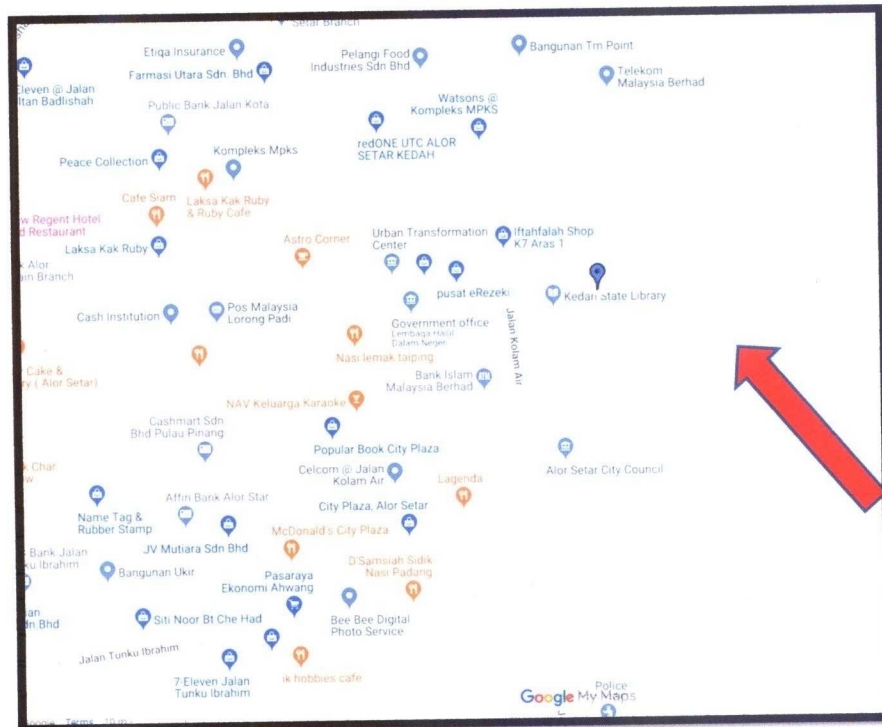 Setar Branch
Etiqa Insurance
Farmasi Utara Sdn. Bhd
Pelangi Food
Industries Sdn Bhd
Bangunan Tm Point
Telekom
Malaysia Berhad
Eleven @ Jalan
ltan Badlishah
Public Bank Jalan Kota
Watsons @
Kompleks MPKS
redONE UTC ALOR
SETAR KEDAH
Peace Collection
Kompleks Mpks
Cafe Siam
Laksa Kak Ruby
& Ruby Cafe
w Regent Hotel
d Restaurant
Laksa Kak Ruby
Astro Corner
Urban Transformation
Center
Iftahfalah Shop
K7 Aras 1
k Alor
ain Branch
pusat eRezeki
Kedah State Library
Cash Institution
Pos Malaysia
Lorong Padi
Government office
Lembaga Hasil
Dalam Neger
Jalan Kolam Air
Nasi lemak taiping
Cake &
ry ( Alor Setar)
Bank Islam
Malaysia Berhad
NAV Keluarga Karaoke
Cashmart Sdn
Bhd Pulau Pinang
Popular Book City Plaza
Alor Setar City Council
Celcom @ Jalan
Kolam Air
Lagenda
k Char
ow
Affin Bank Alor Star
City Plaza, Alor Setar
Name Tag &
Rubber Stamp
JV Mutiara Sdn Bhd
McDonald's City Plaza
Bank Jalan
ku Ibrahim
Bangunan Ukir
D'Samsiah Sidik
Nasi Padang
Pasaraya
Ekonomi Ahwang
Siti Noor Bt Che Had
Bee Bee Digital
Photo Service
dn Bhd
Jalan Tunku Ibrahim
7-Eleven Jalan
Tunku Ibrahim
ik hobbies cafe
Police
Google My Maps
oogle Terms 10 m